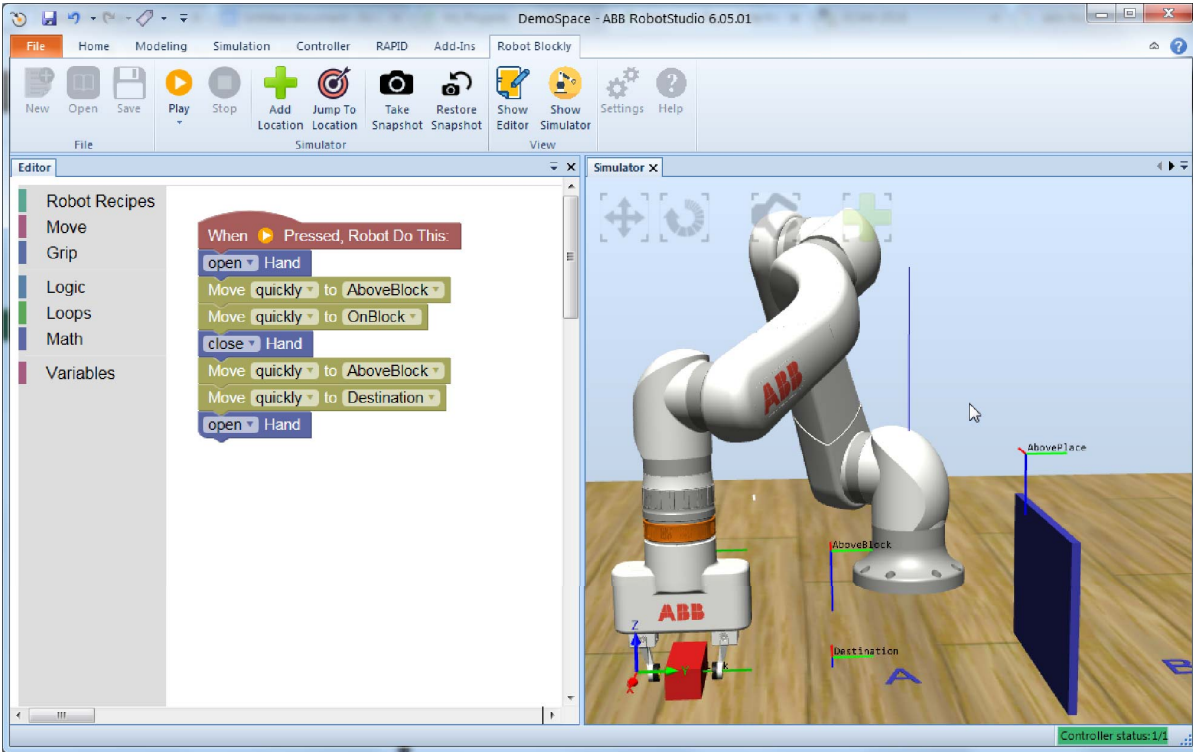 DemoSpace - ABB RobotStudio 6.05.01
File Home Modeling Simulation Controller RAPID Add-Ins Robot Blockly
New Open Save Play Stop Add Location Jump To Location Take Snapshot Restore Snapshot Show Editor Show Simulator Settings Help
File Simulator View
Editor
Simulator
Robot Recipes
Move
Grip
Logic
Loops
Math
Variables
When Pressed, Robot Do This:
open Hand
Move quickly to AboveBlock
Move quickly to OnBlock
close Hand
Move quickly to AboveBlock
Move quickly to Destination
open Hand
ABB
AbovePlace
AboveBlock
ABB
Z
Y
X
Destination
A
B
Controller status: 1/1